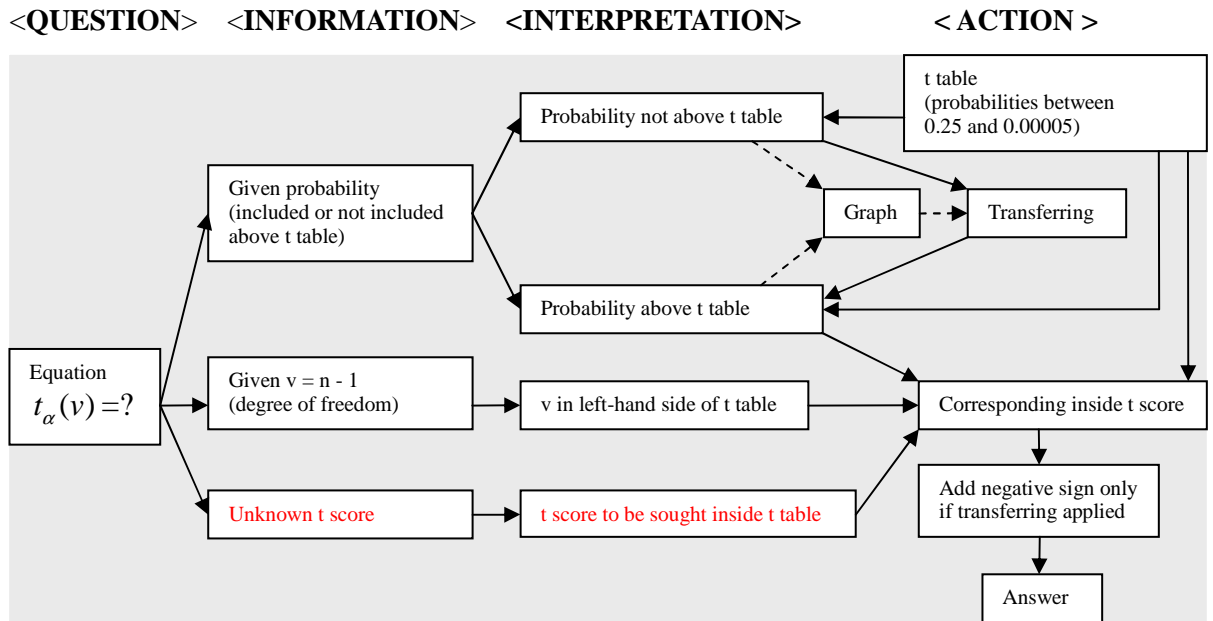 <QUESTION> <INFORMATION> <INTERPRETATION> < ACTION >
t table
(probabilities between
0.25 and 0.00005)
Probability not above t table
Given probability
(included or not included
above t table)
Graph
Transferring
Probability above t table
Equation
t_α(v) =?
Given v = n - 1
(degree of freedom)
v in left-hand side of t table
Corresponding inside t score
Unknown t score
t score to be sought inside t table
Add negative sign only
if transferring applied
Answer